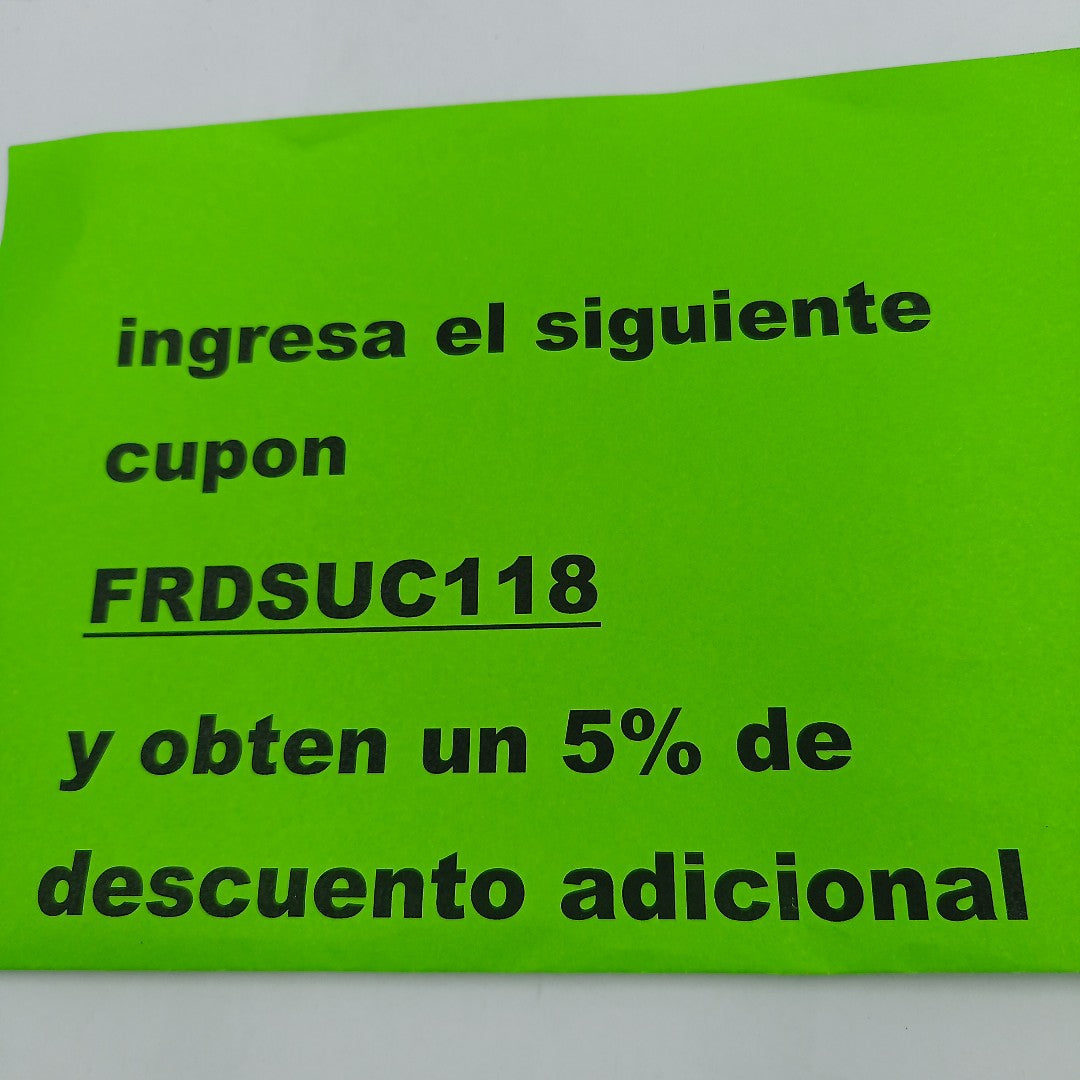 ingresa el siguiente
cupon
FRDSUC118
y obten un 5% de
descuento adicional